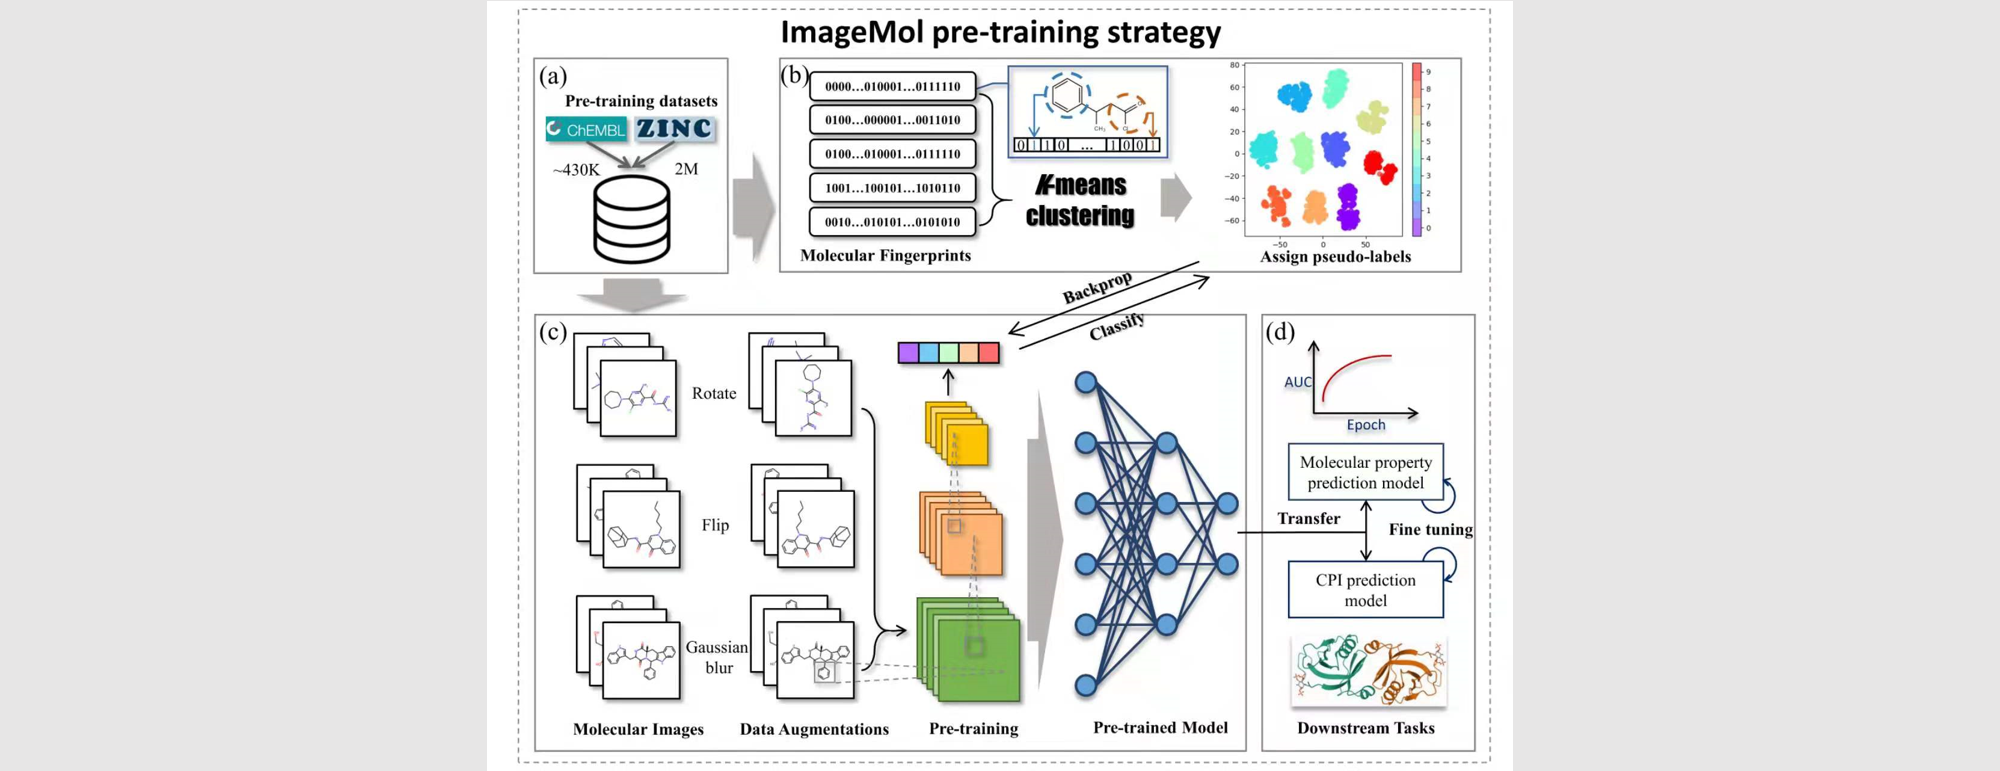 ImageMol pre-training strategy
(a)
Pre-training datasets
ChEMBL
ZINC
~430K
2M
(b)
0000...010001...0111110
0100...000001...0011010
0100...010001...0111110
1001...100101...1010110
0010...010101...0101010
Molecular Fingerprints
CH₃
Cl
0 1 1 0 ... 1 0 0 1
K-means
clustering
80
60
40
20
0
−20
−40
−60
−50
0
50
9
8
7
6
5
4
3
2
1
0
Assign pseudo-labels
Backprop
Classify
(c)
Rotate
Flip
Gaussian
blur
Molecular Images
Data Augmentations
Pre-training
Pre-trained Model
(d)
AUC
Epoch
Molecular property
prediction model
Transfer
Fine tuning
CPI prediction
model
Downstream Tasks